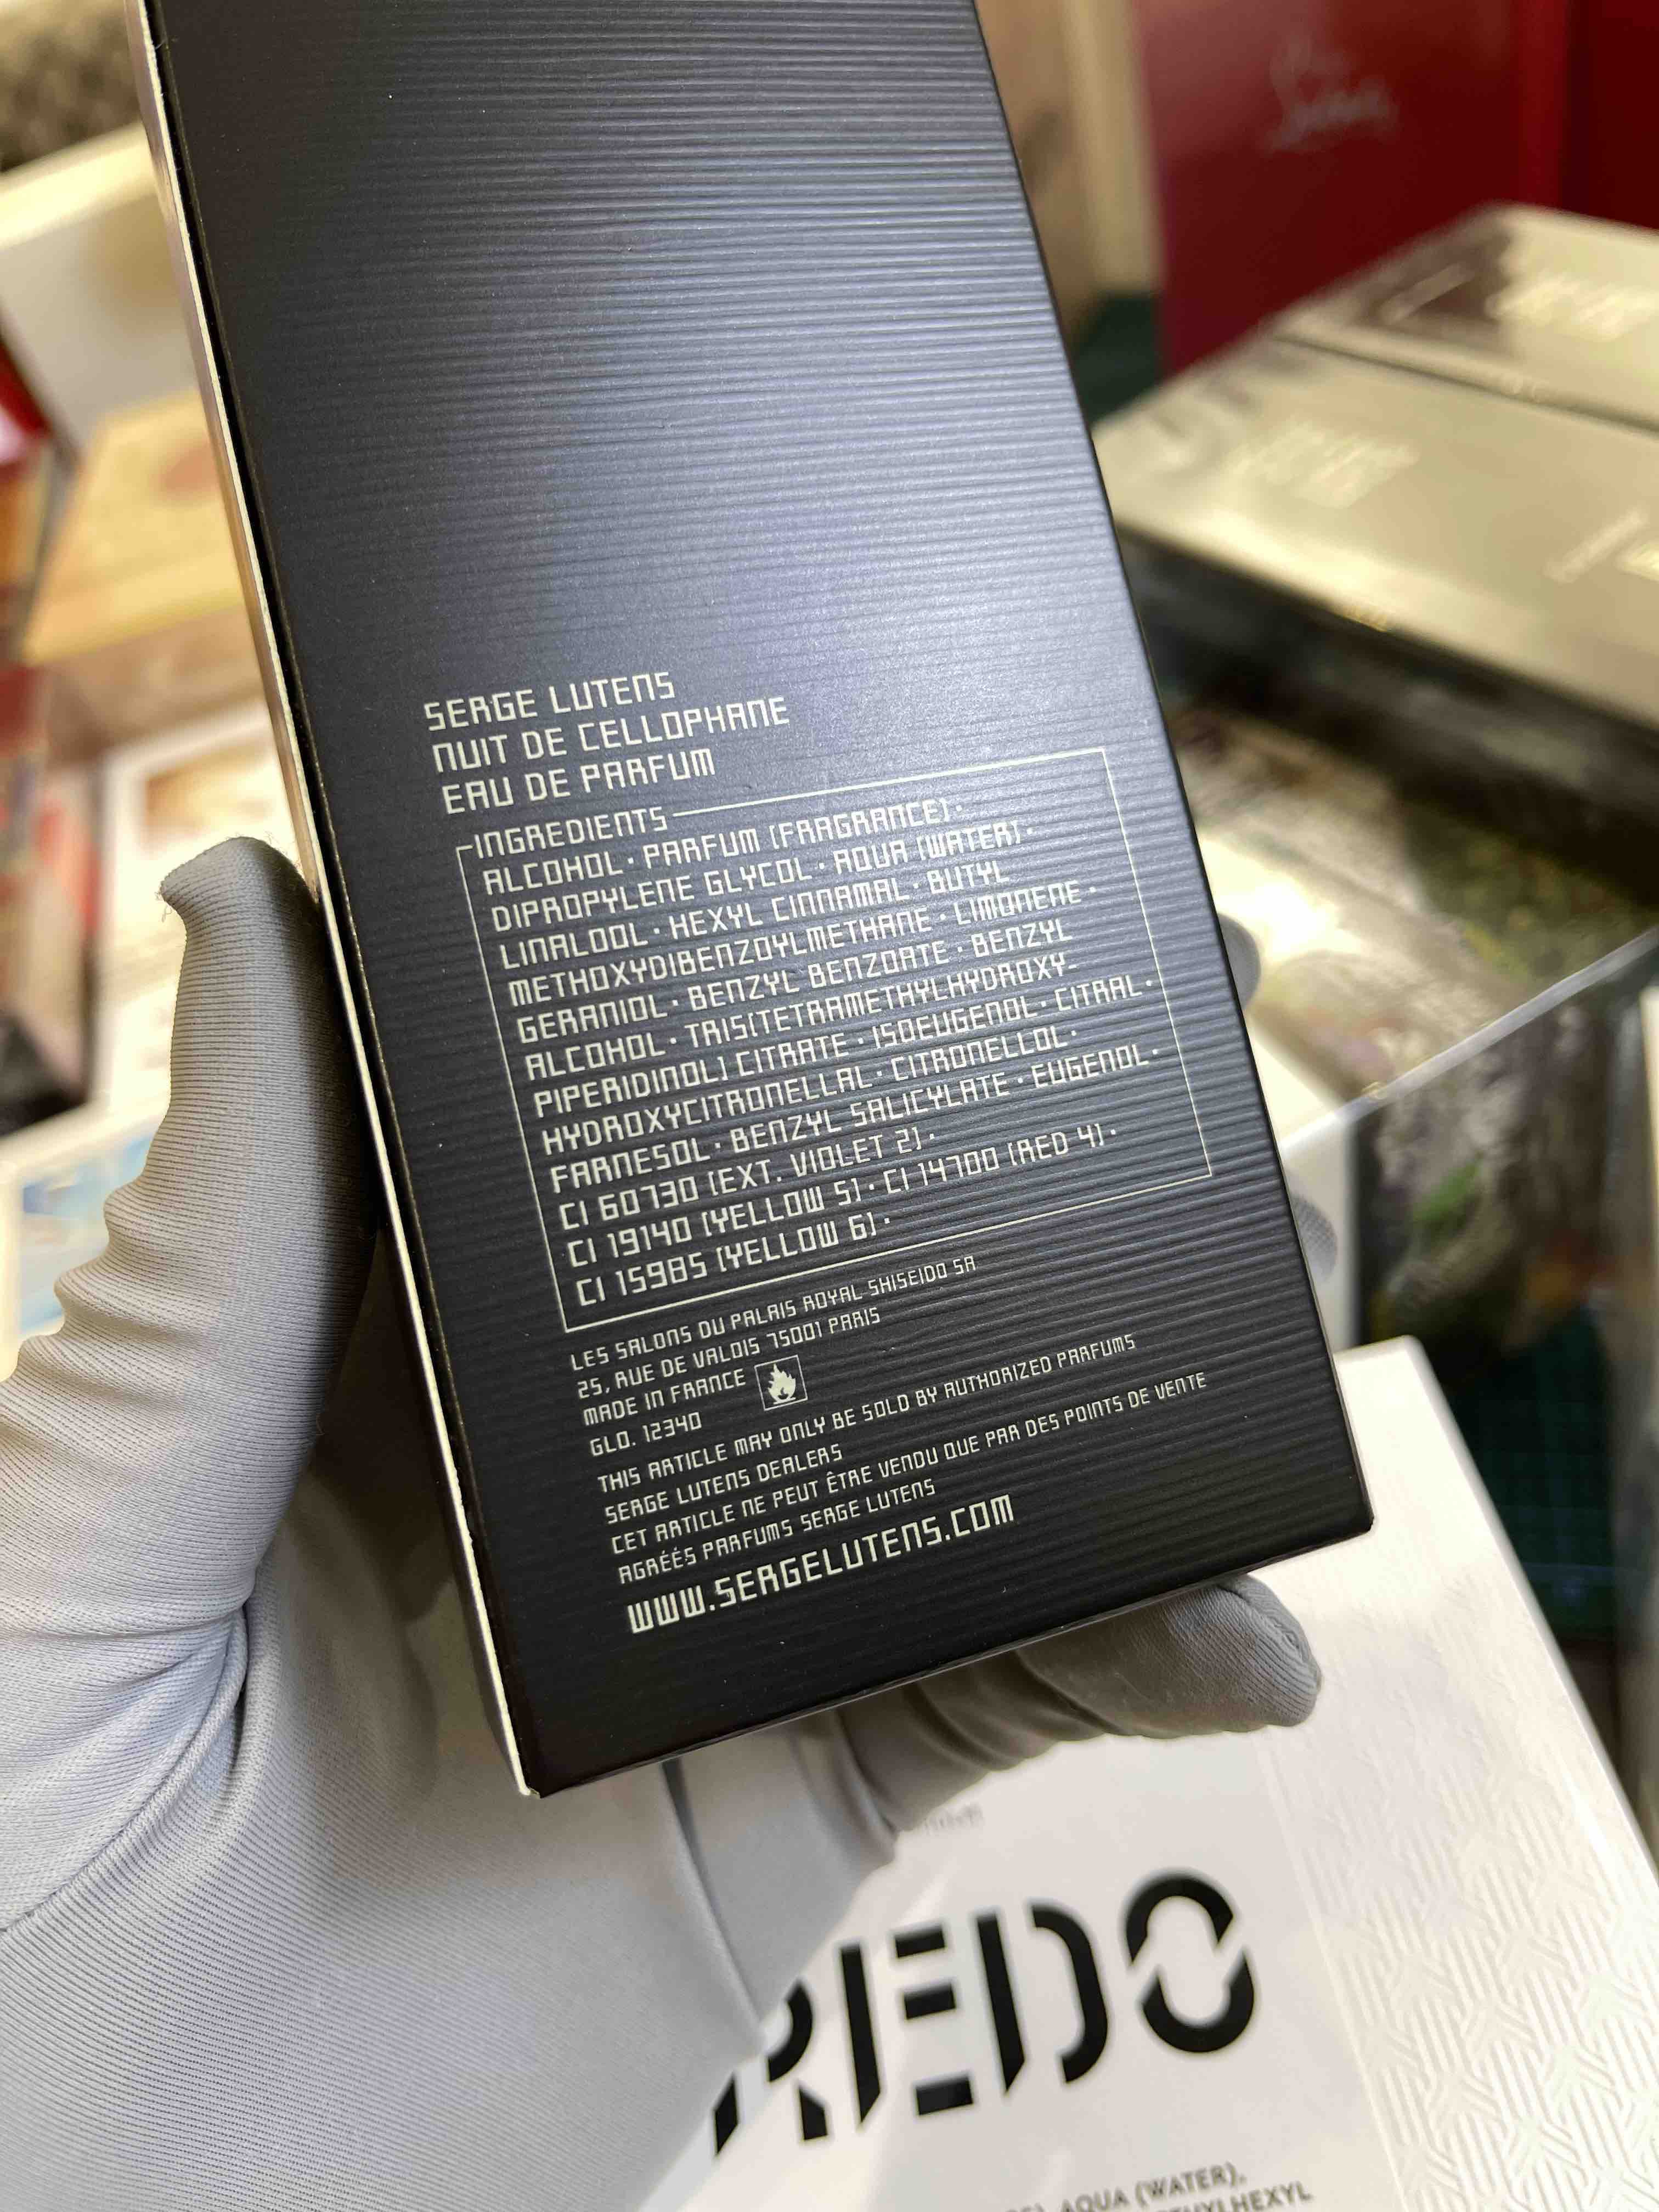 SERGE LUTENS
NUIT DE CELLOPHANE
EAU DE PARFUM
INGREDIENTS
ALCOHOL · PARFUM (FRAGRANCE) ·
DIPROPYLENE GLYCOL · AQUA (WATER) ·
LINALOOL · HEXYL CINNAMAL · BUTYL
METHOXYDIBENZOYLMETHANE · LIMONENE ·
GERANIOL · BENZYL BENZOATE · BENZYL
ALCOHOL · TRIS(TETRAMETHYLHYDROXY-
PIPERIDINOL) CITRATE · ISOEUGENOL · CITRAL ·
HYDROXYCITRONELLAL · CITRONELLOL ·
FARNESOL · BENZYL SALICYLATE · EUGENOL ·
CI 60730 (EXT. VIOLET 2) ·
CI 19140 (YELLOW 5) · CI 14700 (RED 4) ·
CI 15985 (YELLOW 6) ·
LES SALONS DU PALAIS ROYAL SHISEIDO SA
25, RUE DE VALOIS 75001 PARIS
MADE IN FRANCE
GLO. 12340
THIS ARTICLE MAY ONLY BE SOLD BY AUTHORIZED PARFUMS
SERGE LUTENS DEALERS
CET ARTICLE NE PEUT ÊTRE VENDU QUE PAR DES POINTS DE VENTE
AGRÉÉS PARFUMS SERGE LUTENS
WWW.SERGELUTENS.COM
REDO
AQUA (WATER),